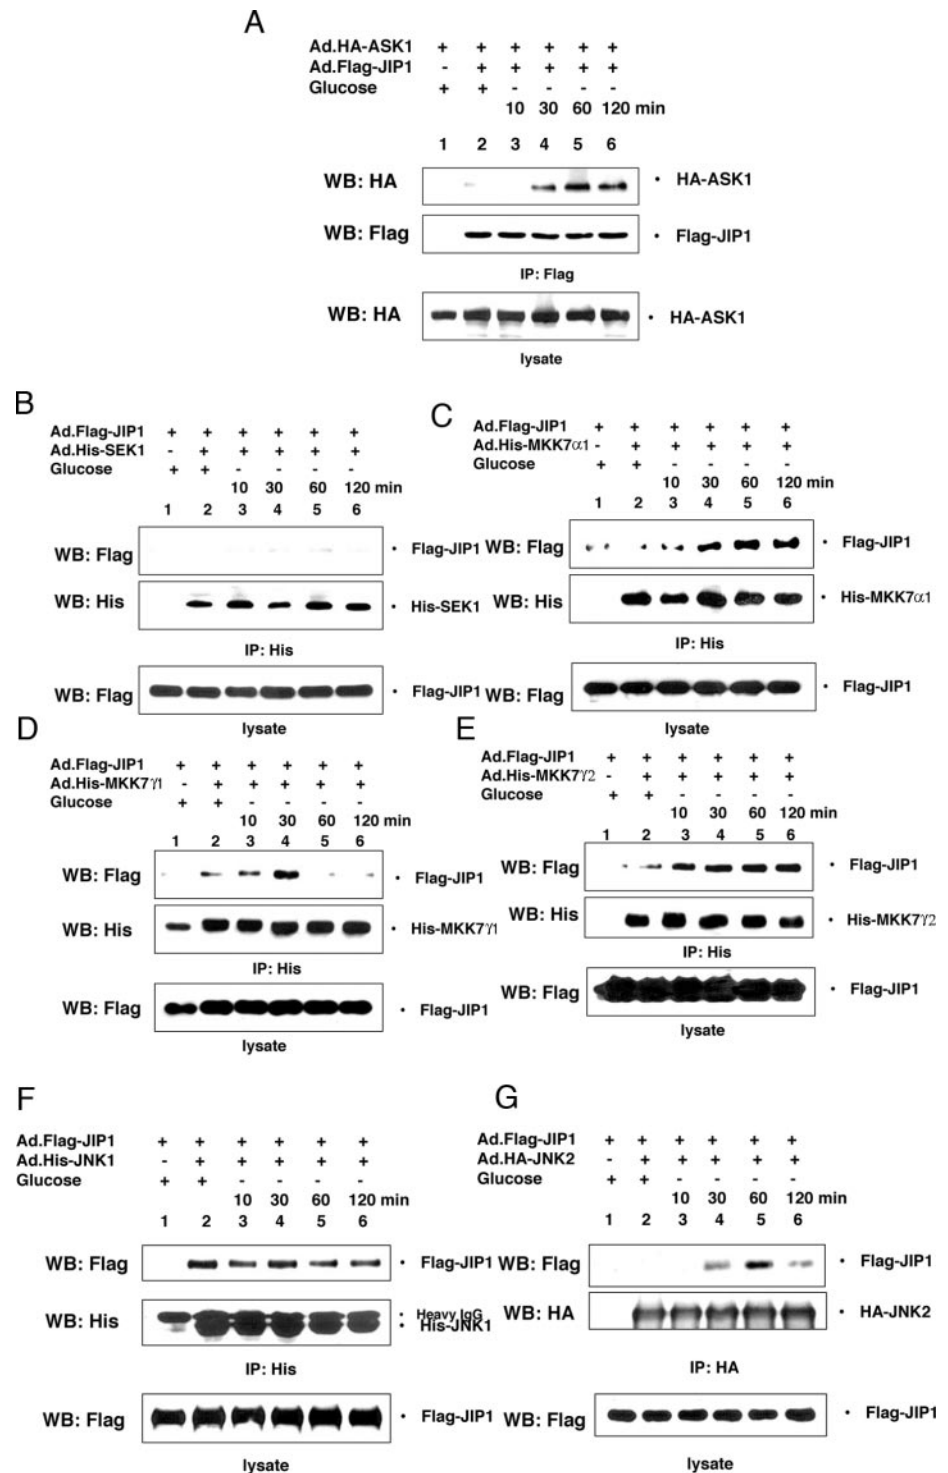 A
Ad.HA-ASK1 + + + + + +
Ad.Flag-JIP1 - + + + + +
Glucose + + - - - -
10 30 60 120 min
1 2 3 4 5 6
WB: HA • HA-ASK1
WB: Flag • Flag-JIP1
IP: Flag
WB: HA • HA-ASK1
lysate
B
Ad.Flag-JIP1 + + + + + +
Ad.His-SEK1 - + + + + +
Glucose + + - - - -
10 30 60 120 min
1 2 3 4 5 6
WB: Flag • Flag-JIP1
WB: His • His-SEK1
IP: His
WB: Flag • Flag-JIP1
lysate
C
Ad.Flag-JIP1 + + + + + +
Ad.His-MKK7α1 - + + + + +
Glucose + + - - - -
10 30 60 120 min
1 2 3 4 5 6
WB: Flag • Flag-JIP1
WB: His • His-MKK7α1
IP: His
WB: Flag • Flag-JIP1
lysate
D
Ad.Flag-JIP1 + + + + + +
Ad.His-MKK7γ1 - + + + + +
Glucose + + - - - -
10 30 60 120 min
1 2 3 4 5 6
WB: Flag • Flag-JIP1
WB: His • His-MKK7γ1
IP: His
WB: Flag • Flag-JIP1
lysate
E
Ad.Flag-JIP1 + + + + + +
Ad.His-MKK7γ2 - + + + + +
Glucose + + - - - -
10 30 60 120 min
1 2 3 4 5 6
WB: Flag • Flag-JIP1
WB: His • His-MKK7γ2
IP: His
WB: Flag • Flag-JIP1
lysate
F
Ad.Flag-JIP1 + + + + + +
Ad.His-JNK1 - + + + + +
Glucose + + - - - -
10 30 60 120 min
1 2 3 4 5 6
WB: Flag • Flag-JIP1
• Heavy IgG
WB: His • His-JNK1
IP: His
WB: Flag • Flag-JIP1
lysate
G
Ad.Flag-JIP1 + + + + + +
Ad.HA-JNK2 - + + + + +
Glucose + + - - - -
10 30 60 120 min
1 2 3 4 5 6
WB: Flag • Flag-JIP1
WB: HA • HA-JNK2
IP: HA
WB: Flag • Flag-JIP1
lysate